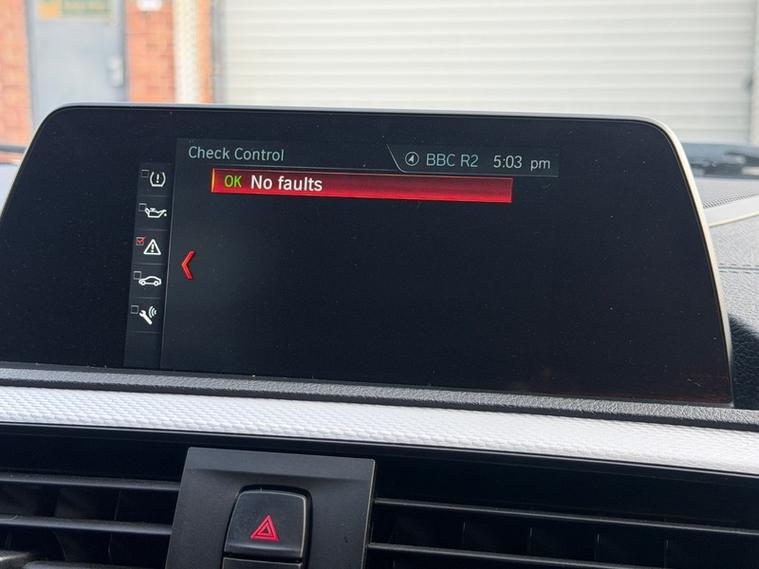 Check Control
BBC R2 5:03 pm
OK No faults